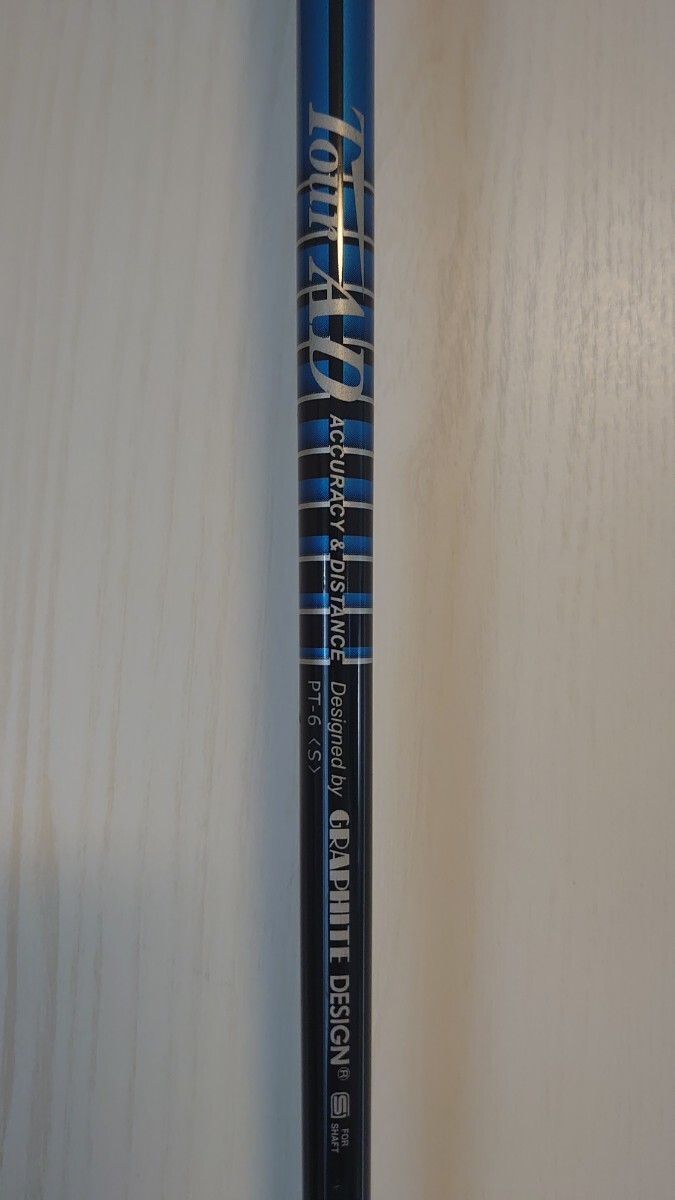 Tour AD
ACCURACY & DISTANCE
Designed by GRAPHITE DESIGN®
PT-6 <S>
FOR
SHAFT